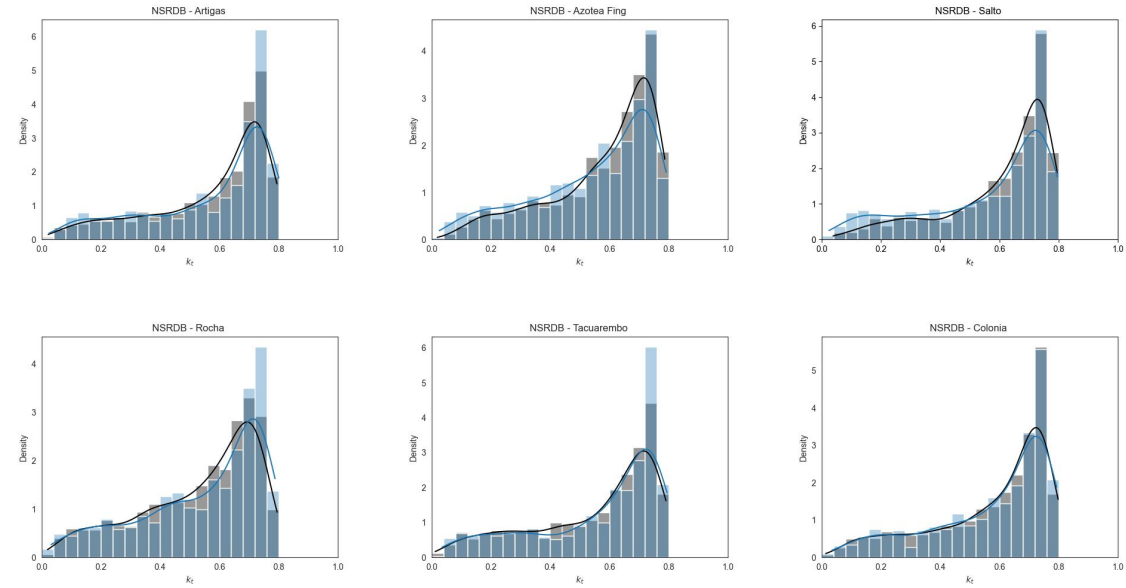 NSRDB - Artigas
NSRDB - Azotea Fing
NSRDB - Salto
6
5
4
3
2
1
0
Density
0.0 0.2 0.4 0.6 0.8 1.0
kt
4
3
2
1
0
Density
0.0 0.2 0.4 0.6 0.8 1.0
kt
6
5
4
3
2
1
0
Density
0.0 0.2 0.4 0.6 0.8 1.0
kt
NSRDB - Rocha
NSRDB - Tacuarembo
NSRDB - Colonia
4
3
2
1
0
Density
0.0 0.2 0.4 0.6 0.8 1.0
kt
6
5
4
3
2
1
0
Density
0.0 0.2 0.4 0.6 0.8 1.0
kt
5
4
3
2
1
0
Density
0.0 0.2 0.4 0.6 0.8 1.0
kt